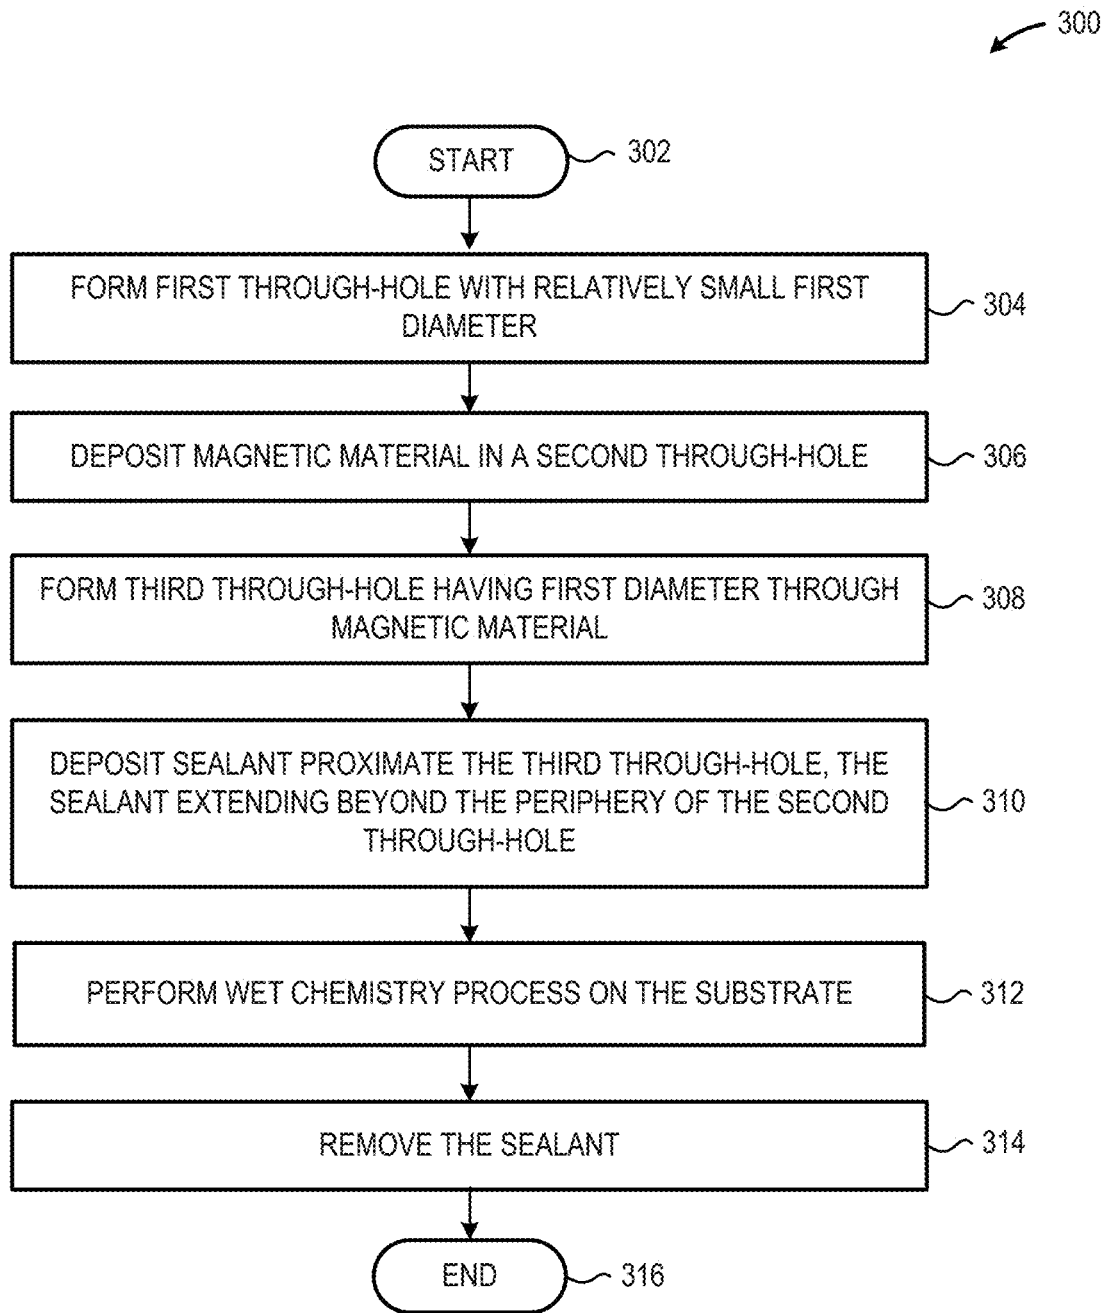 300
START
302
FORM FIRST THROUGH-HOLE WITH RELATIVELY SMALL FIRST
DIAMETER
304
DEPOSIT MAGNETIC MATERIAL IN A SECOND THROUGH-HOLE
306
FORM THIRD THROUGH-HOLE HAVING FIRST DIAMETER THROUGH
MAGNETIC MATERIAL
308
DEPOSIT SEALANT PROXIMATE THE THIRD THROUGH-HOLE, THE
SEALANT EXTENDING BEYOND THE PERIPHERY OF THE SECOND
THROUGH-HOLE
310
PERFORM WET CHEMISTRY PROCESS ON THE SUBSTRATE
312
REMOVE THE SEALANT
314
END
316